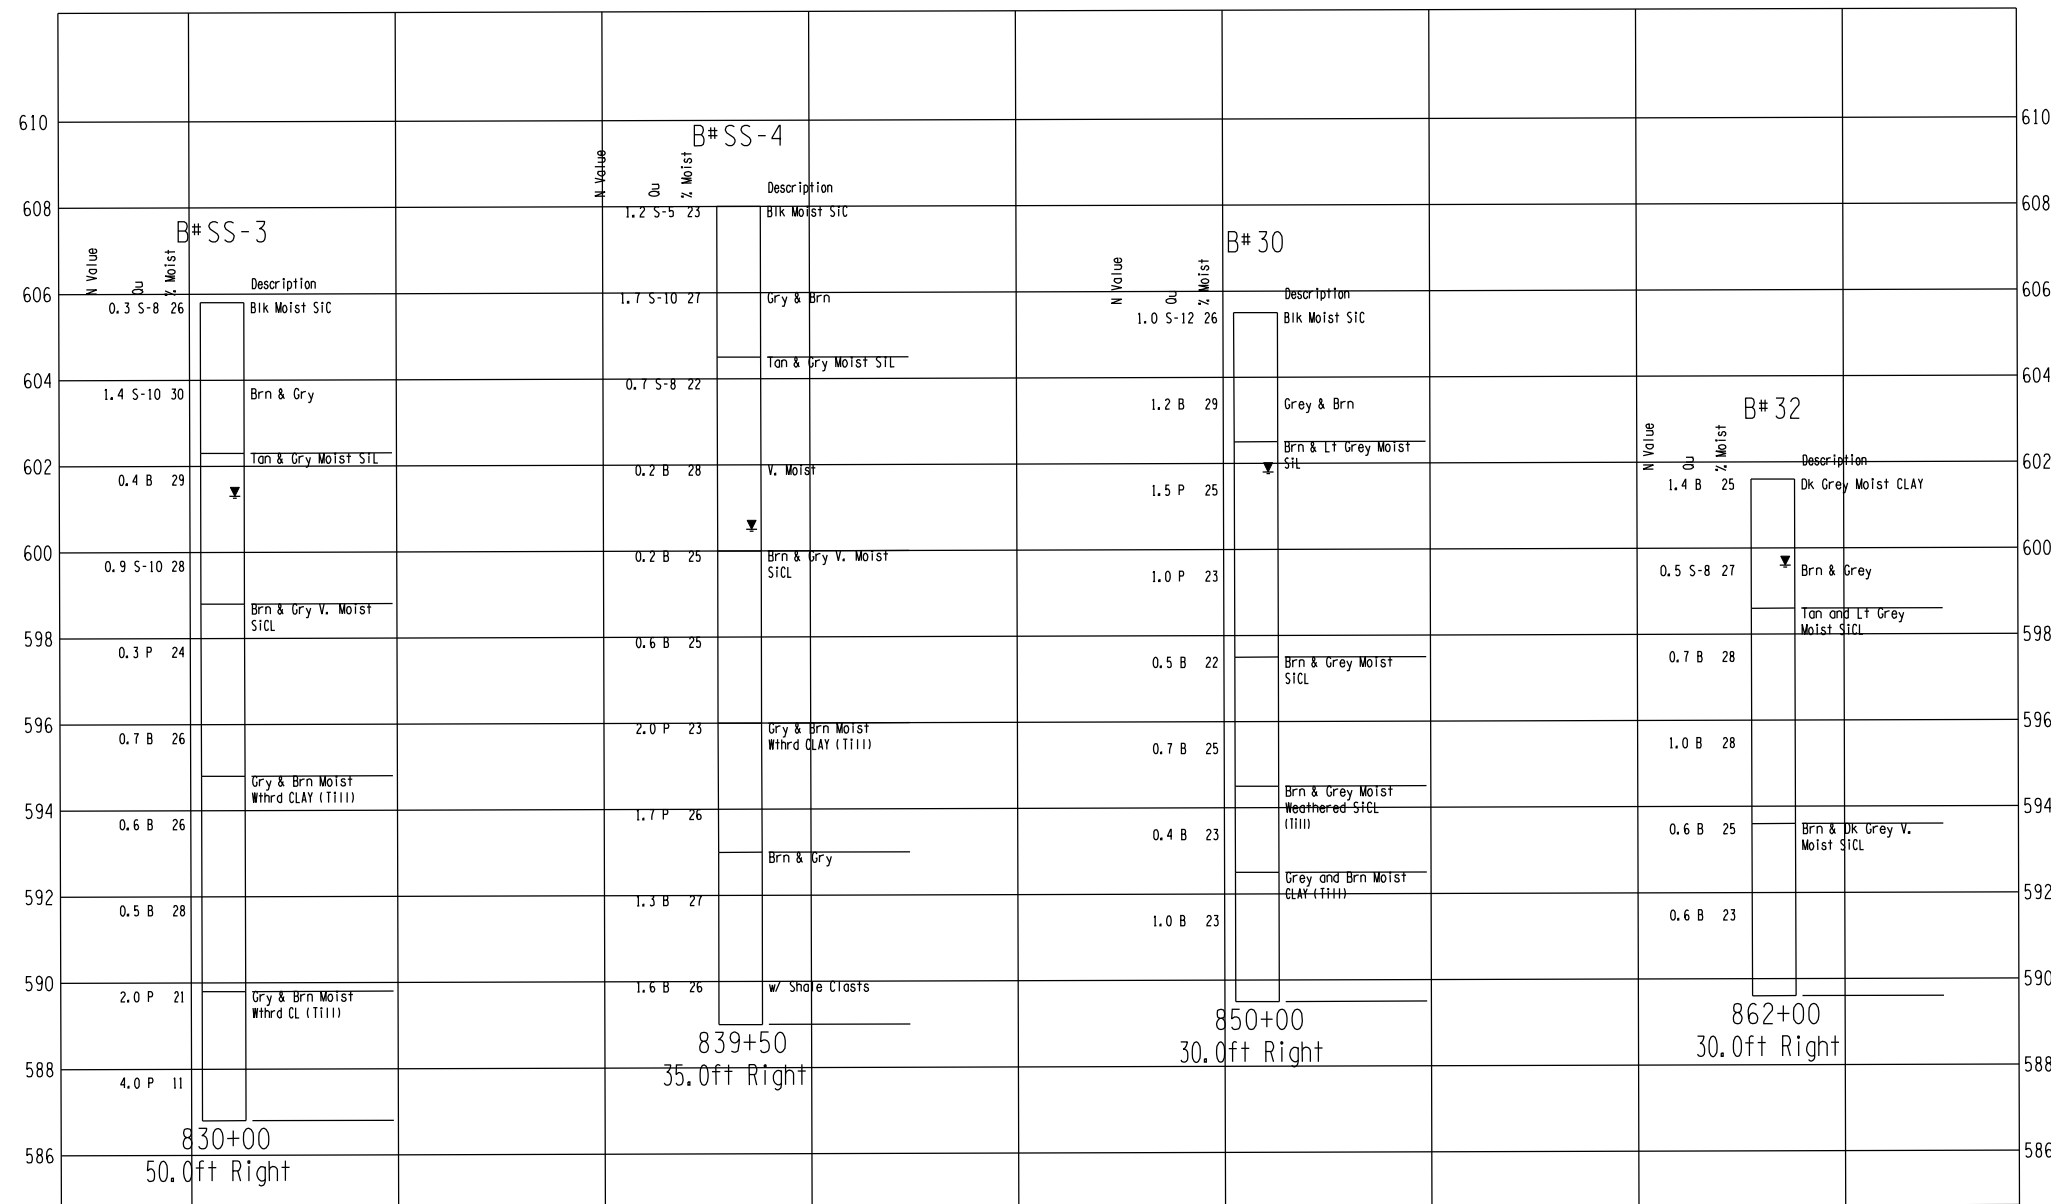 610
608
606
604
602
600
598
596
594
592
590
588
586
B# SS-3
N Value
Qu
% Moist
Description
0.3 S-8 26 Blk Moist SiC
1.4 S-10 30 Brn & Gry
Tan & Gry Moist SiL
0.4 B 29
0.9 S-10 28
Brn & Gry V. Moist
SiCL
0.3 P 24
0.7 B 26
Gry & Brn Moist
Wthrd CLAY (Till)
0.6 B 26
0.5 B 28
2.0 P 21 Gry & Brn Moist
Wthrd CL (Till)
4.0 P 11
830+00
50.0ft Right
B# SS-4
N Value
Qu
% Moist
Description
1.2 S-5 23 Blk Moist SiC
1.7 S-10 27 Gry & Brn
Tan & Gry Moist SiL
0.7 S-8 22
0.2 B 28 V. Moist
0.2 B 25 Brn & Gry V. Moist
SiCL
0.6 B 25
2.0 P 23 Gry & Brn Moist
Wthrd CLAY (Till)
1.7 P 26
Brn & Gry
1.3 B 27
1.6 B 26 w/ Shale Clasts
839+50
35.0ft Right
B# 30
N Value
Qu
% Moist
Description
1.0 S-12 26 Blk Moist SiC
1.2 B 29 Grey & Brn
Brn & Lt Grey Moist
SiL
1.5 P 25
1.0 P 23
0.5 B 22 Brn & Grey Moist
SiCL
0.7 B 25
Brn & Grey Moist
Weathered SiCL
(Till)
0.4 B 23
Grey and Brn Moist
CLAY (Till)
1.0 B 23
850+00
30.0ft Right
B# 32
N Value
Qu
% Moist
Description
1.4 B 25 Dk Grey Moist CLAY
0.5 S-8 27 Brn & Grey
Tan and Lt Grey
Moist SiCL
0.7 B 28
1.0 B 28
0.6 B 25 Brn & Dk Grey V.
Moist SiCL
0.6 B 23
862+00
30.0ft Right
610
608
606
604
602
600
598
596
594
592
590
588
586